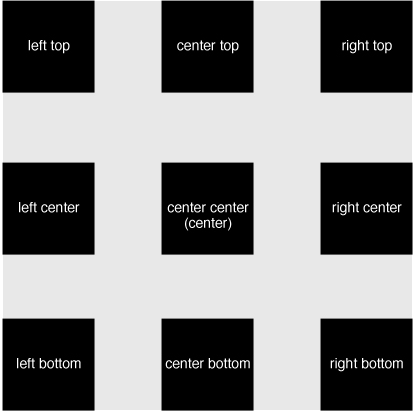 left top
center top
right top
left center
center center
(center)
right center
left bottom
center bottom
right bottom